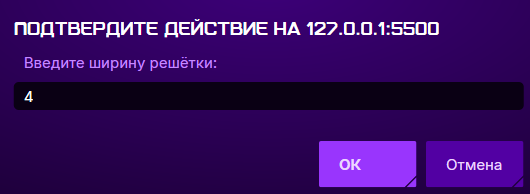 ПОДТВЕРДИТЕ ДЕЙСТВИЕ НА 127.0.0.1:5500
Введите ширину решётки:
4
ОК Отмена